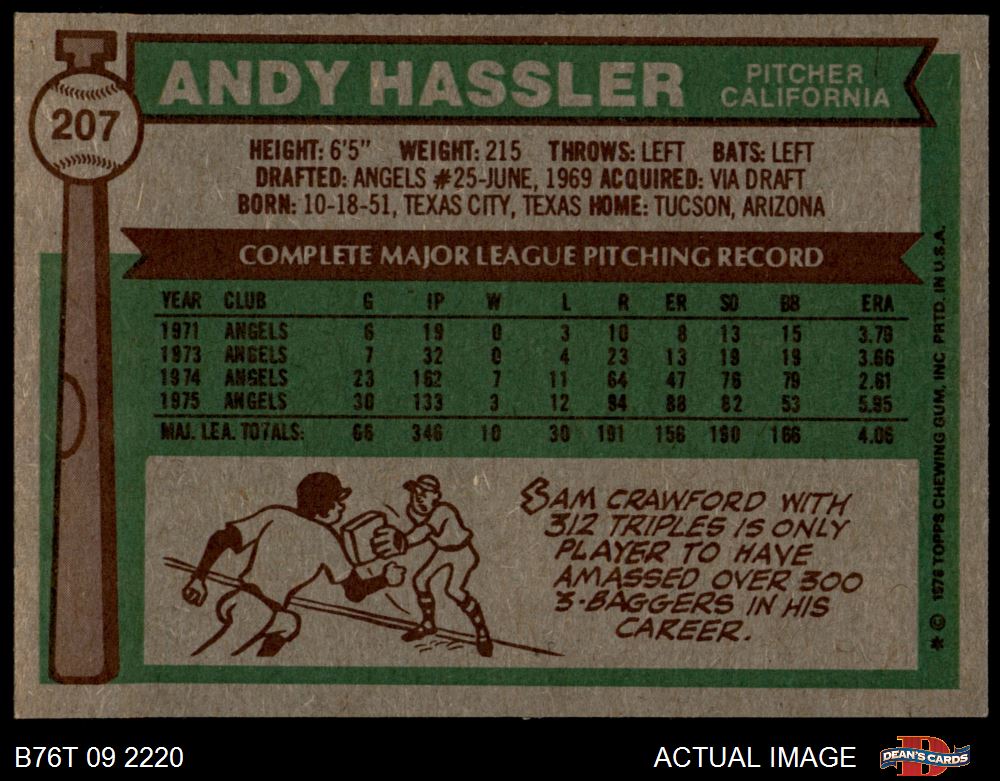 207
ANDY HASSLER
PITCHER
CALIFORNIA
HEIGHT: 6'5" WEIGHT: 215 THROWS: LEFT BATS: LEFT
DRAFTED: ANGELS #25-JUNE, 1969 ACQUIRED: VIA DRAFT
BORN: 10-18-51, TEXAS CITY, TEXAS HOME: TUCSON, ARIZONA
COMPLETE MAJOR LEAGUE PITCHING RECORD
YEAR CLUB G IP W L R ER SO BB ERA
1971 ANGELS 6 19 0 3 10 8 13 15 3.79
1973 ANGELS 7 32 0 4 23 13 19 19 3.66
1974 ANGELS 23 162 7 11 64 47 76 79 2.61
1975 ANGELS 30 133 3 12 94 88 82 53 5.95
MAJ. LEA. TOTALS: 66 346 10 30 191 156 190 166 4.06
SAM CRAWFORD WITH
312 TRIPLES IS ONLY
PLAYER TO HAVE
AMASSED OVER 300
3-BAGGERS IN HIS
CAREER.
* © 1976 TOPPS CHEWING GUM, INC PRTD. IN U.S.A.
B76T 09 2220
ACTUAL IMAGE
DEAN'S CARDS